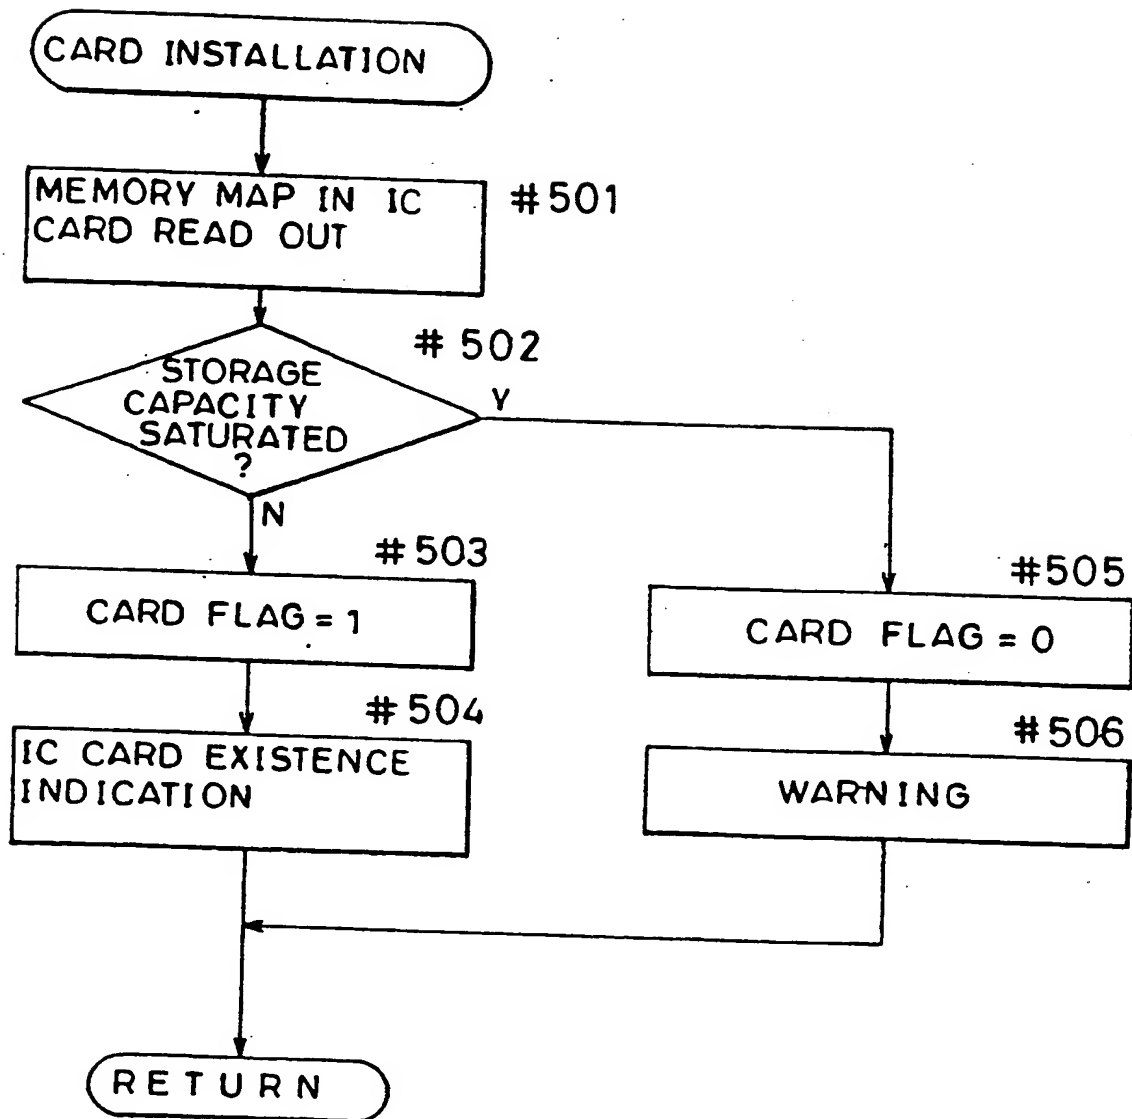 CARD INSTALLATION
MEMORY MAP IN IC
CARD READ OUT
#501
#502
STORAGE
CAPACITY
SATURATED
?
Y
N
#503
CARD FLAG = 1
#504
IC CARD EXISTENCE
INDICATION
#505
CARD FLAG = 0
#506
WARNING
RETURN